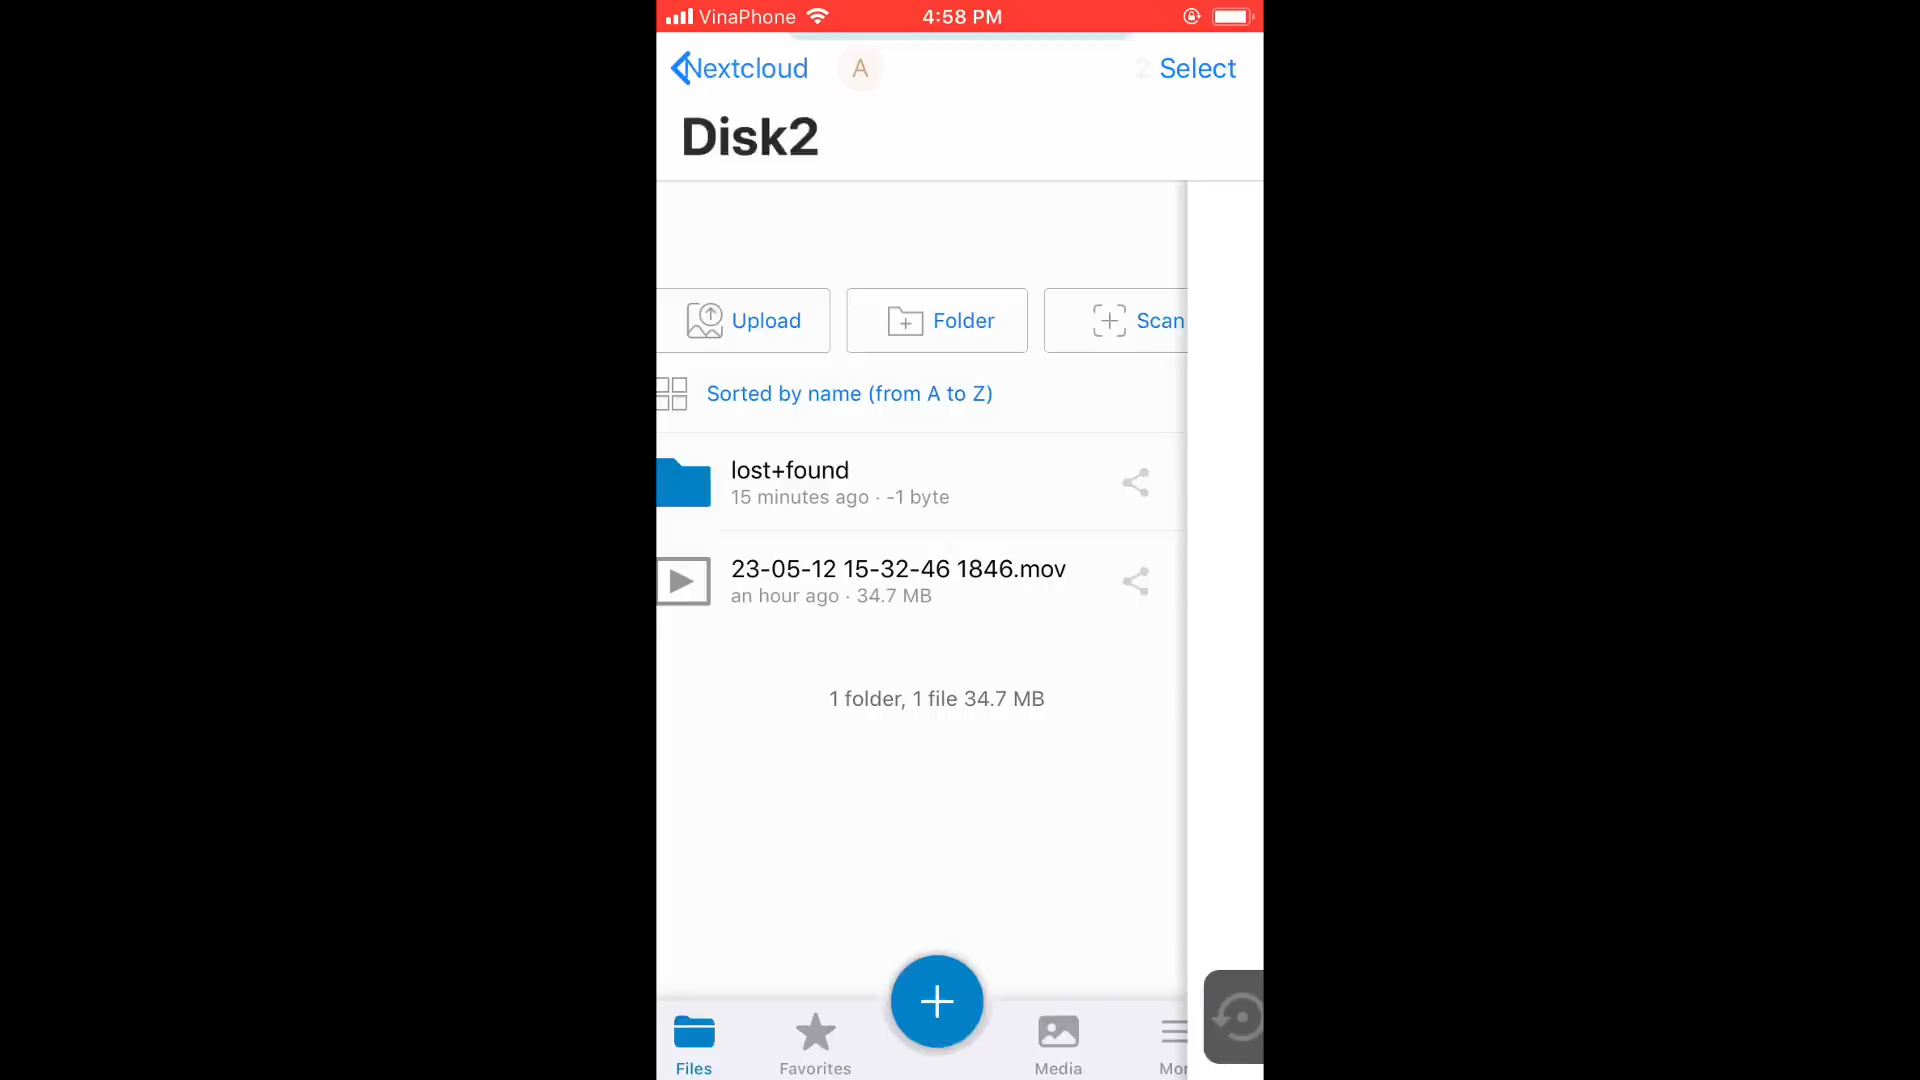 VinaPhone 4:58 PM
Nextcloud A 2 Select
Disk2
Upload Folder Scan
Sorted by name (from A to Z)
lost+found
15 minutes ago · -1 byte
23-05-12 15-32-46 1846.mov
an hour ago · 34.7 MB
1 folder, 1 file 34.7 MB
Files Favorites Media Mor